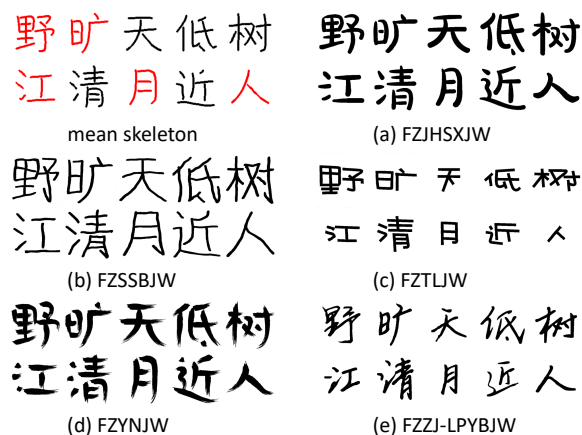 野旷天低树
江清月近人
mean skeleton
野旷天低树
江清月近人
(a) FZJHSXJW
野旷天低树
江清月近人
(b) FZSSBJW
野旷天低树
江清月近人
(c) FZTLJW
野旷天低树
江清月近人
(d) FZYNJW
野旷天低树
江清月近人
(e) FZZJ-LPYBJW